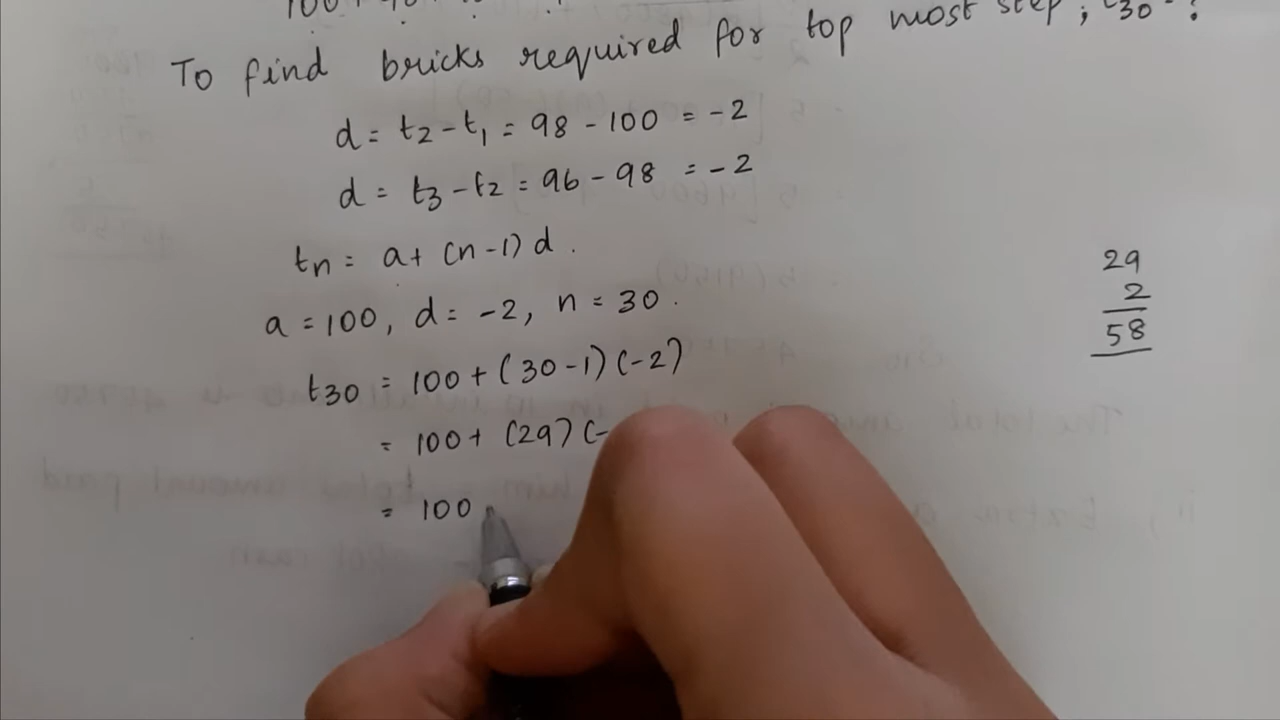 To find bricks required for top most step; t30 = ?
d = t2 - t1 = 98 - 100 = -2
d = t3 - t2 = 96 - 98 = -2
tn = a + (n-1) d .
a = 100, d = -2, n = 30 .
t30 = 100 + (30-1) (-2)
= 100 + (29) (-
= 100
29
2
58